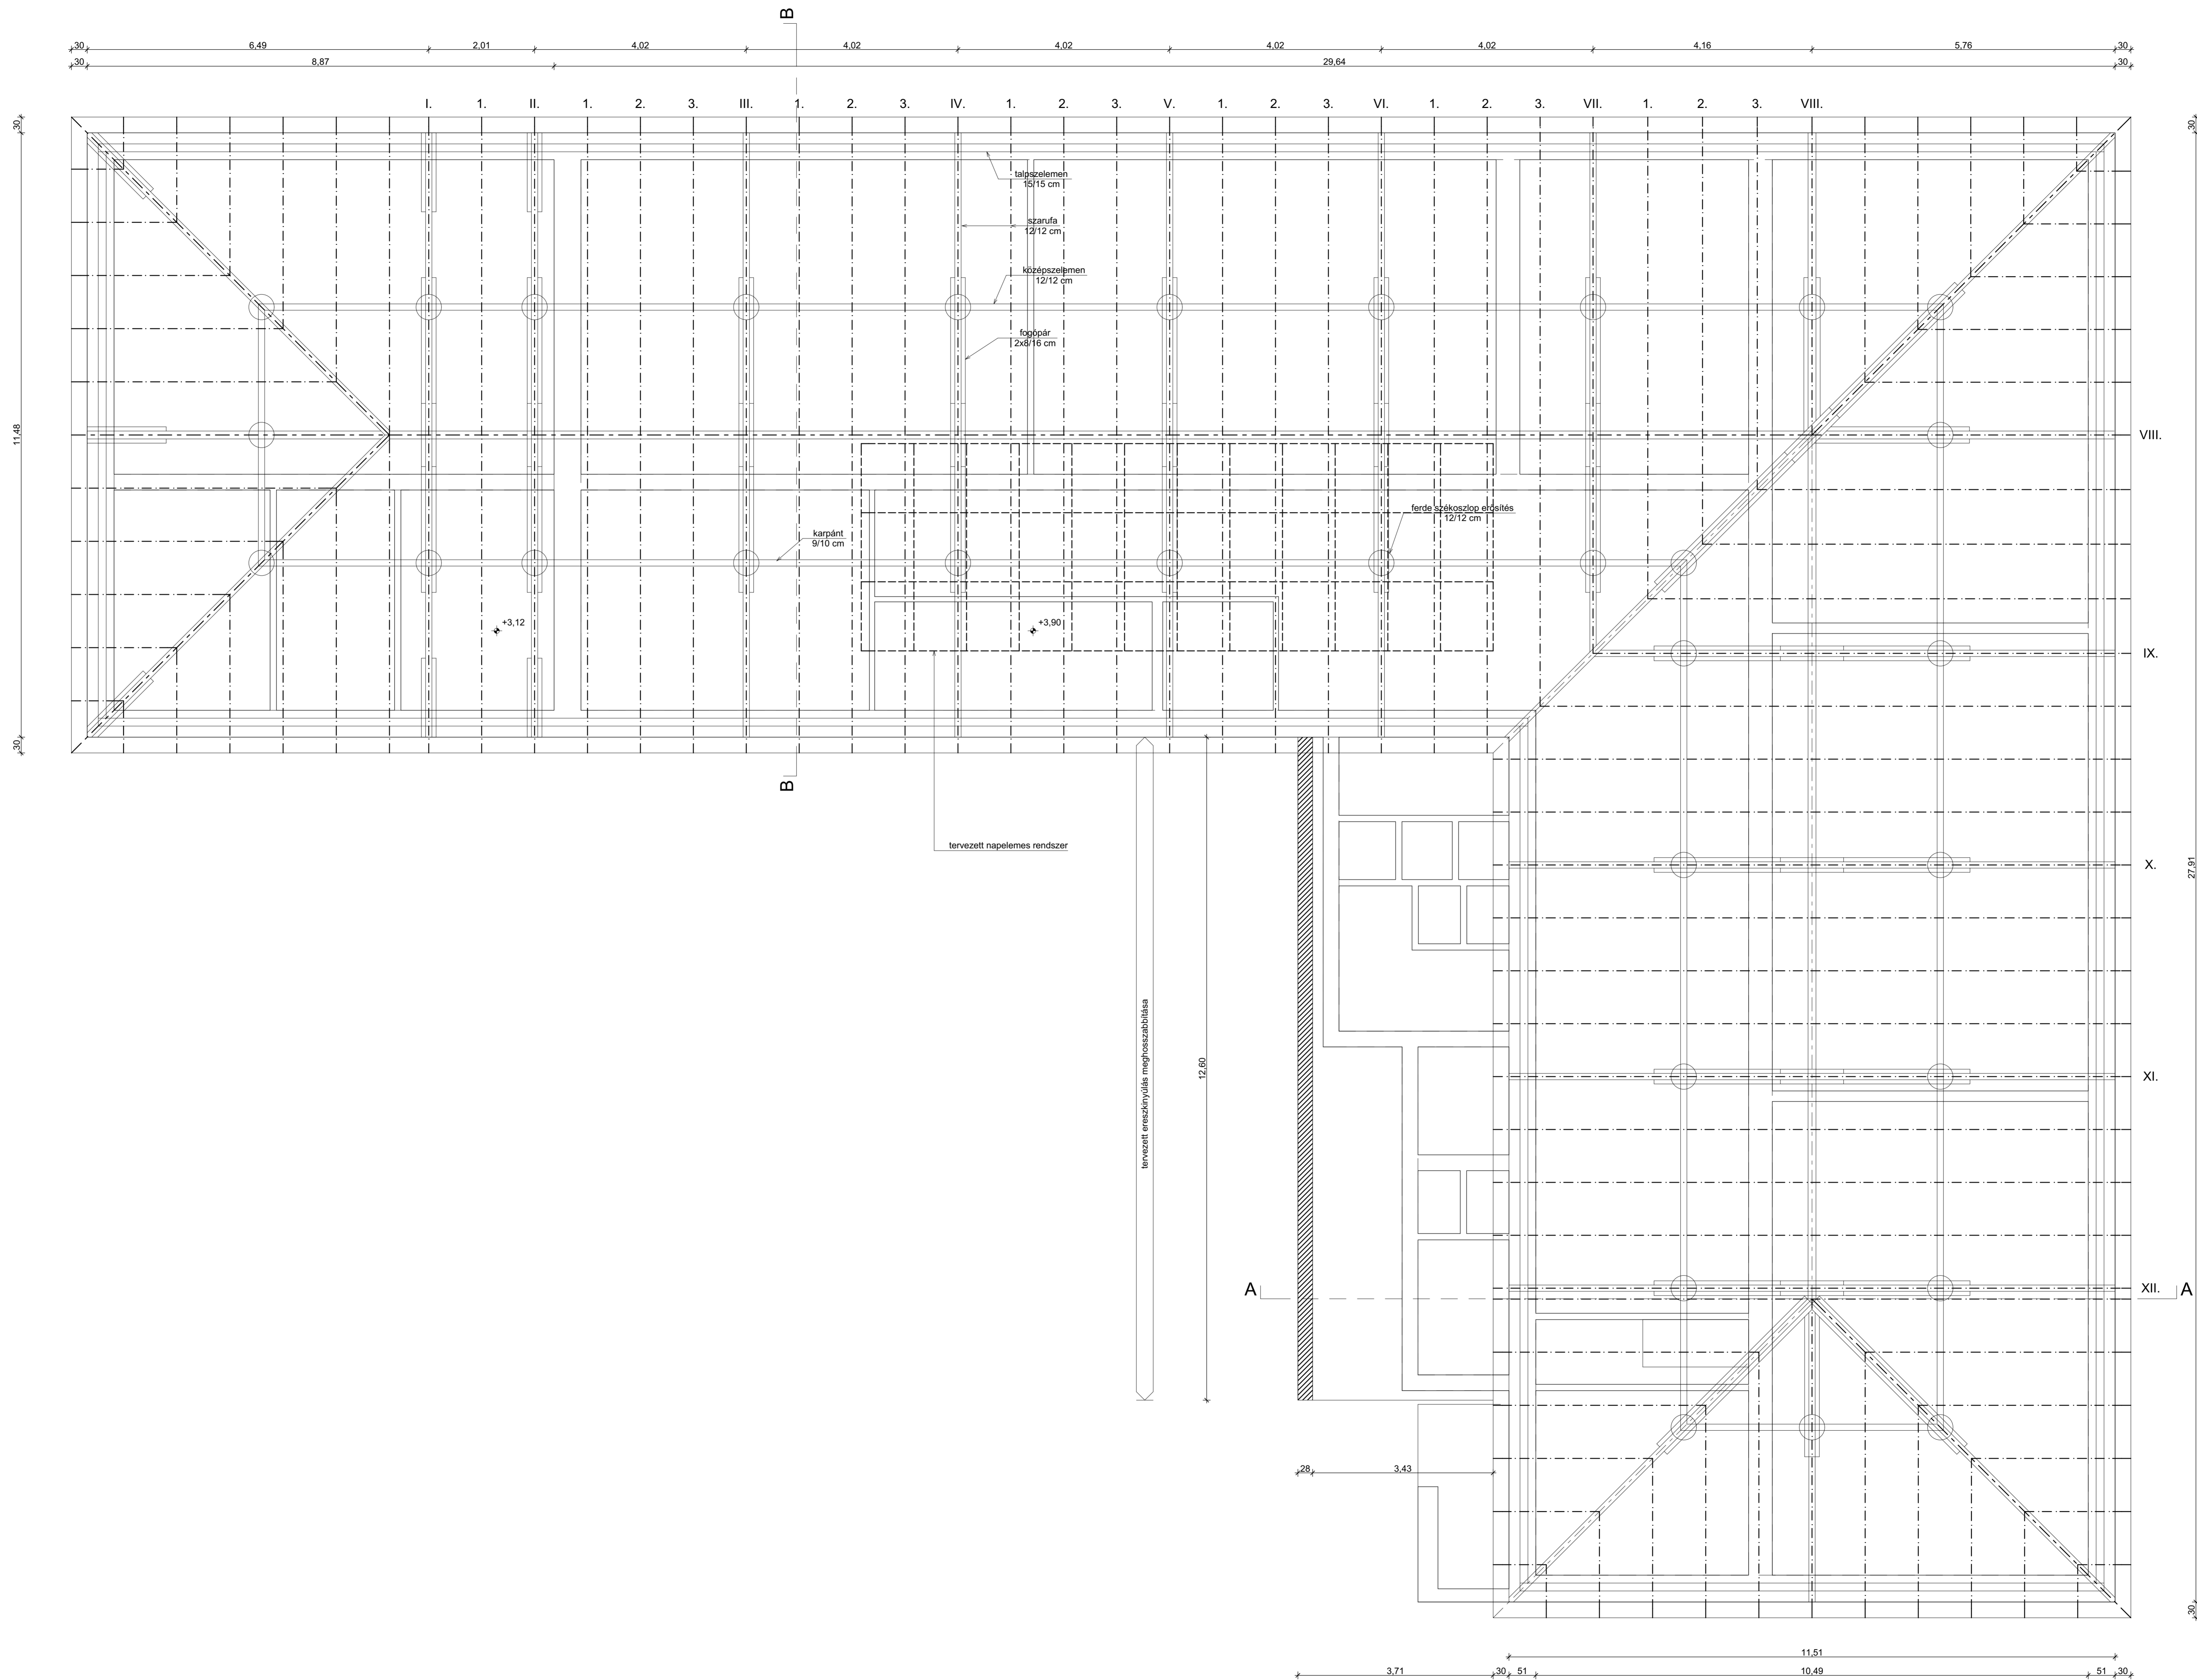 B
30 6,49 2,01 4,02 4,02 4,02 4,02 4,02 4,16 5,76 30
30 8,87 29,64 30
I. 1. II. 1. 2. 3. III. 1. 2. 3. IV. 1. 2. 3. V. 1. 2. 3. VI. 1. 2. 3. VII. 1. 2. 3. VIII.
30
30
talpszelemen
15/15 cm
szarufa
12/12 cm
középszelemen
12/12 cm
fogópár
2x8/16 cm
11,48
VIII.
ferde székoszlop erősítés
12/12 cm
karpánt
9/10 cm
+3,12
+3,90
IX.
30
B
tervezett napelemes rendszer
X.
27,91
tervezett ereszkinyúlás meghosszabbítása
12,60
XI.
A
XII.
A
28 3,43
30
11,51
3,71 30 51 10,49 51 30